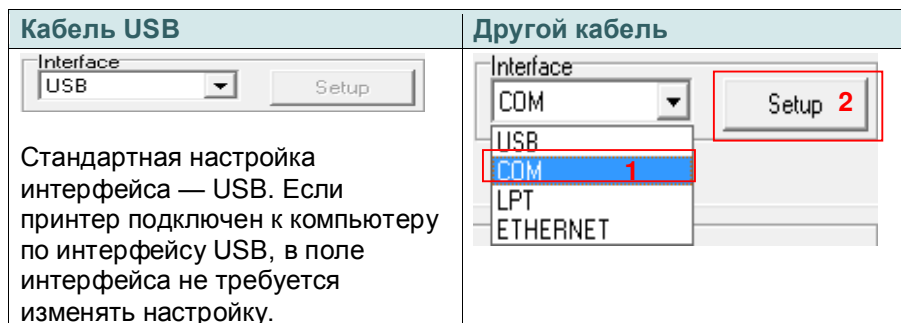 Кабель USB
Interface
USB
Setup
Стандартная настройка
интерфейса — USB. Если
принтер подключен к компьютеру
по интерфейсу USB, в поле
интерфейса не требуется
изменять настройку.
Другой кабель
Interface
COM
Setup 2
USB
COM 1
LPT
ETHERNET